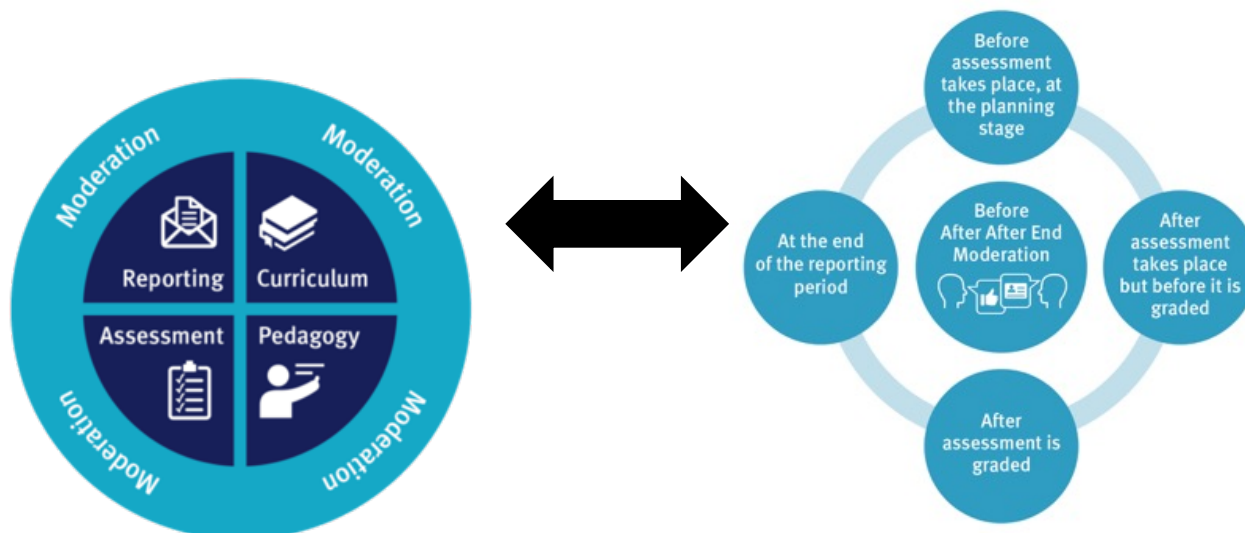 Moderation
Moderation
Reporting
Curriculum
Assessment
Pedagogy
Moderation
Moderation
Before
assessment
takes place, at
the planning
stage
At the end
of the reporting
period
Before
After After End
Moderation
After
assessment
takes place
but before it is
graded
After
assessment is
graded